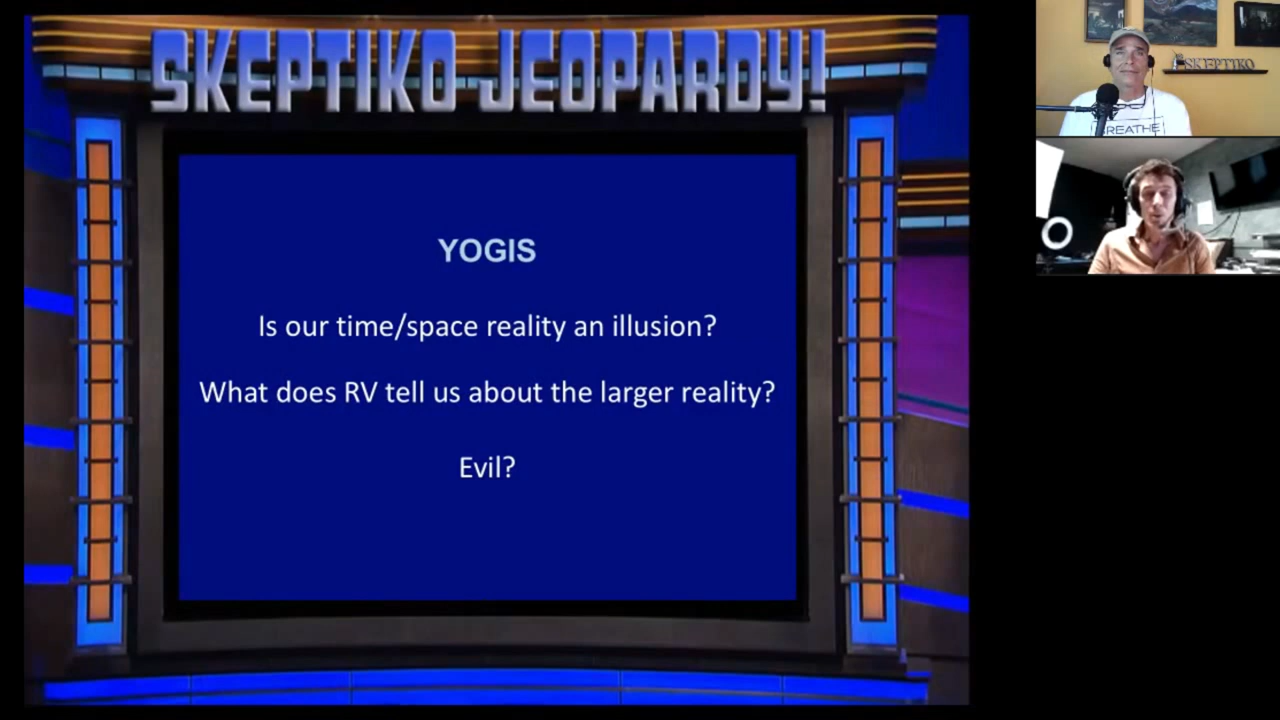 SKEPTIKO JEOPARDY!
YOGIS
Is our time/space reality an illusion?
What does RV tell us about the larger reality?
Evil?
SKEPTIKO
BREATHE